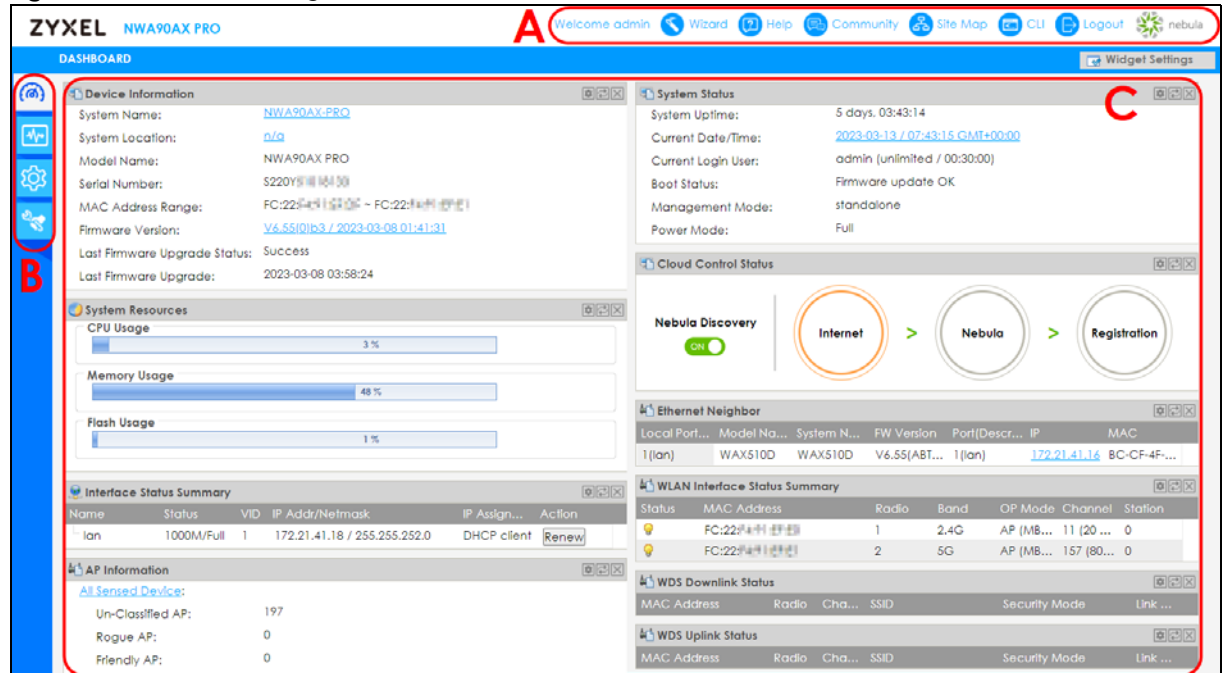 ZYXEL NWA90AX PRO
A
Welcome admin Wizard Help Community Site Map CLI Logout nebula
DASHBOARD
Widget Settings
B
C
Device Information
System Name: NWA90AX-PRO
System Location: n/a
Model Name: NWA90AX PRO
Serial Number: S220Y
MAC Address Range: FC:22: ~ FC:22:
Firmware Version: V6.55(0)b3 / 2023-03-08 01:41:31
Last Firmware Upgrade Status: Success
Last Firmware Upgrade: 2023-03-08 03:58:24
System Resources
CPU Usage
3 %
Memory Usage
48 %
Flash Usage
1 %
Interface Status Summary
Name Status VID IP Addr/Netmask IP Assign... Action
lan 1000M/Full 1 172.21.41.18 / 255.255.252.0 DHCP client Renew
AP Information
All Sensed Device:
Un-Classified AP: 197
Rogue AP: 0
Friendly AP: 0
System Status
System Uptime: 5 days, 03:43:14
Current Date/Time: 2023-03-13 / 07:43:15 GMT+00:00
Current Login User: admin (unlimited / 00:30:00)
Boot Status: Firmware update OK
Management Mode: standalone
Power Mode: Full
Cloud Control Status
Nebula Discovery
ON
Internet > Nebula > Registration
Ethernet Neighbor
Local Port... Model Na... System N... FW Version Port(Descr... IP MAC
1(lan) WAX510D WAX510D V6.55(ABT... 1(lan) 172.21.41.16 BC-CF-4F-...
WLAN Interface Status Summary
Status MAC Address Radio Band OP Mode Channel Station
FC:22: 1 2.4G AP (MB... 11 (20 ... 0
FC:22: 2 5G AP (MB... 157 (80... 0
WDS Downlink Status
MAC Address Radio Cha... SSID Security Mode Link ...
WDS Uplink Status
MAC Address Radio Cha... SSID Security Mode Link ...